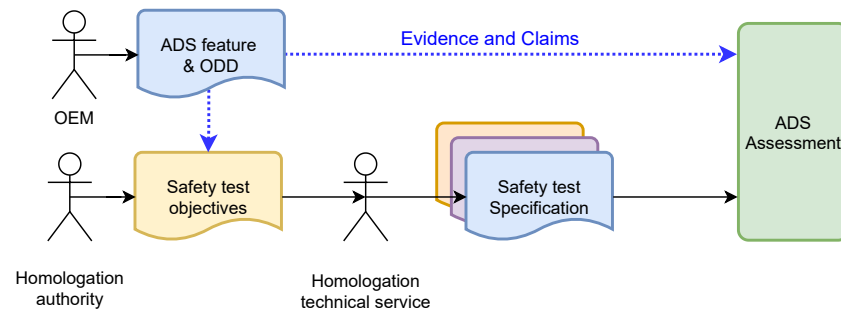 ADS feature
& ODD
Evidence and Claims
OEM
ADS
Assessment
Safety test
objectives
Safety test
Specification
Homologation
authority
Homologation
technical service